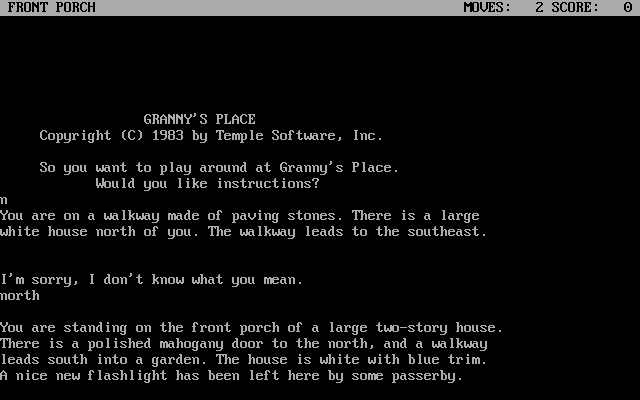 FRONT PORCH MOVES: 2 SCORE: 0
GRANNY'S PLACE
Copyright (C) 1983 by Temple Software, Inc.
So you want to play around at Granny's Place.
Would you like instructions?
n
You are on a walkway made of paving stones. There is a large
white house north of you. The walkway leads to the southeast.
I'm sorry, I don't know what you mean.
north
You are standing on the front porch of a large two-story house.
There is a polished mahogany door to the north, and a walkway
leads south into a garden. The house is white with blue trim.
A nice new flashlight has been left here by some passerby.